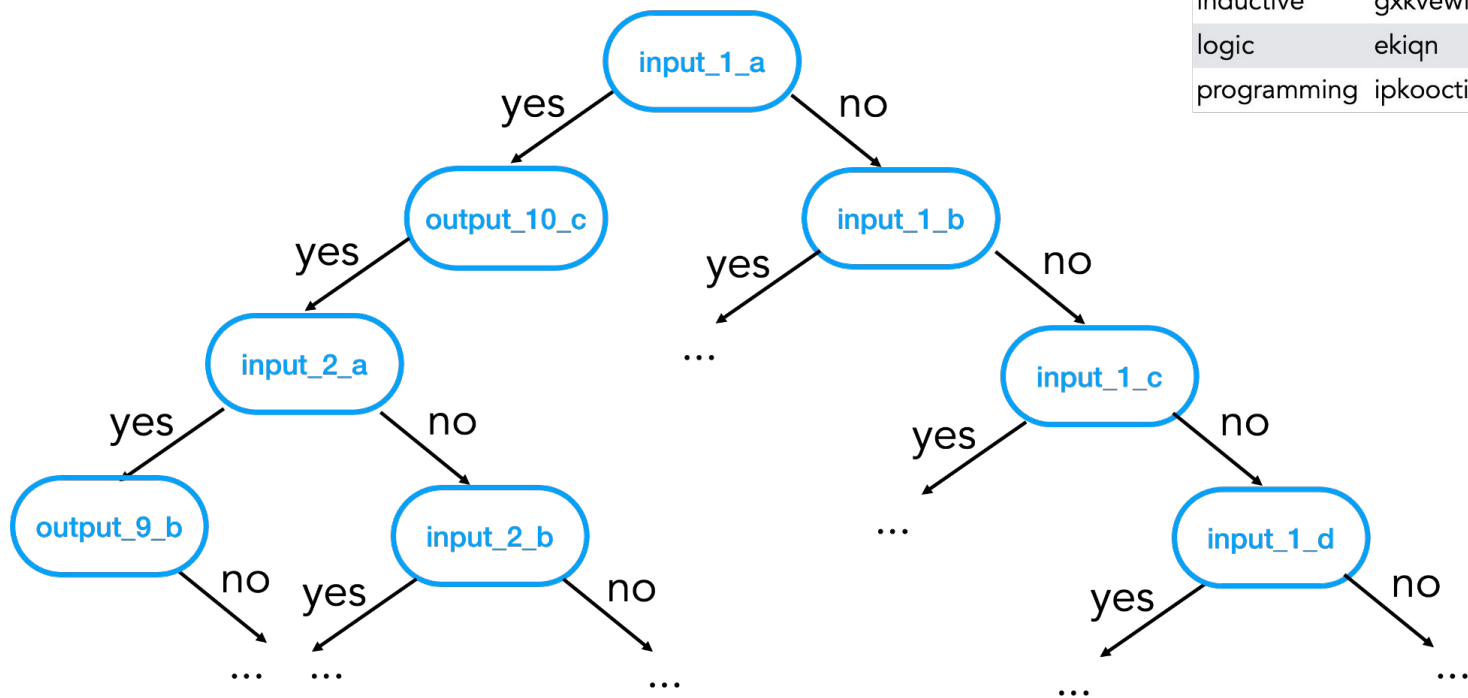 inductive
logic ekiqn
programming
input_1_a
yes no
output_10_c input_1_b
yes yes no
input_2_a ... input_1_c
yes no yes no
output_9_b input_2_b ... input_1_d
no yes no yes no
... ... ... ... ...